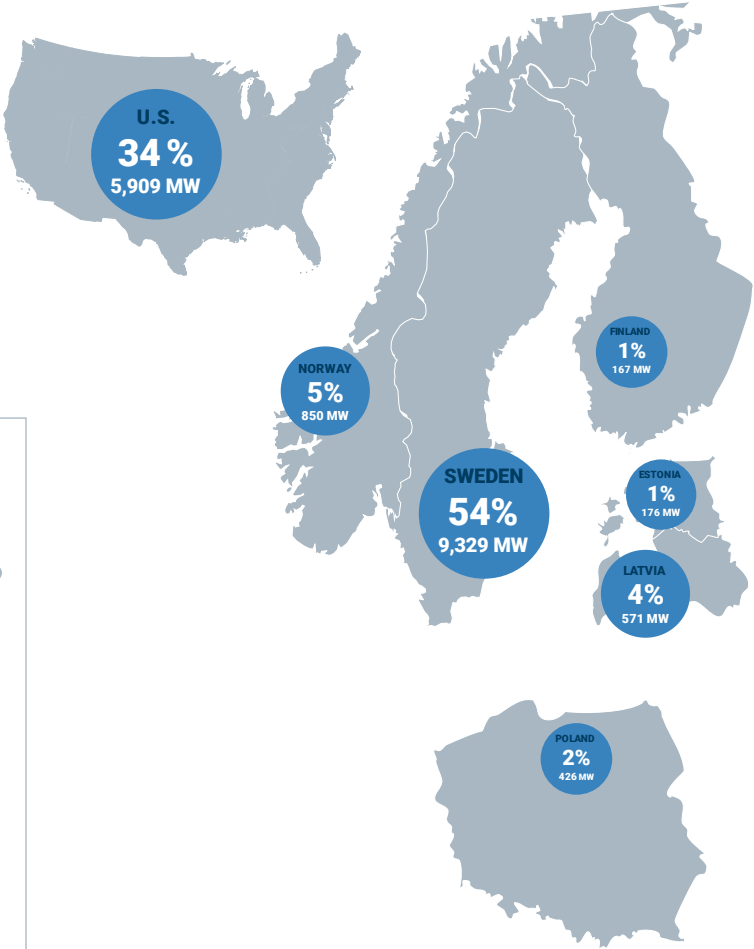 U.S.
34 %
5,909 MW
FINLAND
1%
167 MW
NORWAY
5%
850 MW
SWEDEN
54%
9,329 MW
ESTONIA
1%
176 MW
LATVIA
4%
571 MW
POLAND
2%
426 MW